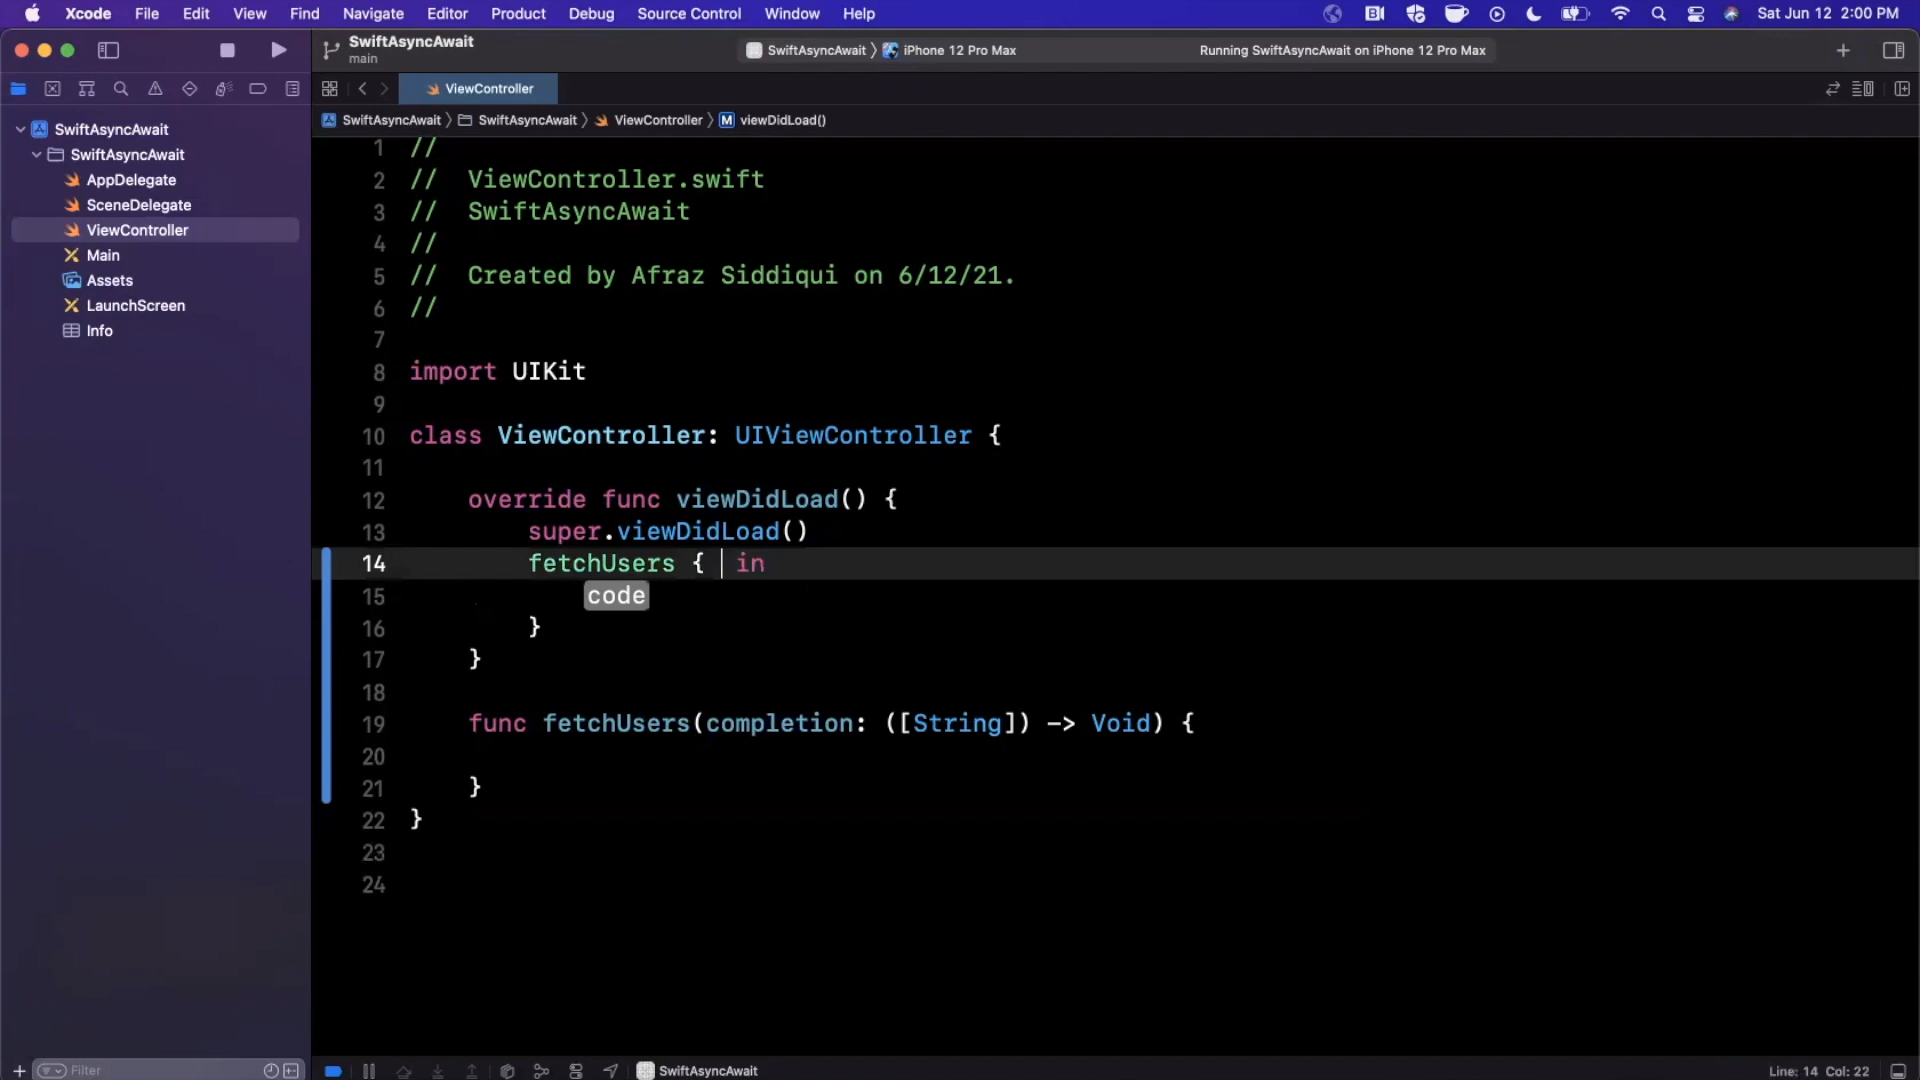 Xcode File Edit View Find Navigate Editor Product Debug Source Control Window Help Sat Jun 12 2:00 PM
SwiftAsyncAwait
main
SwiftAsyncAwait iPhone 12 Pro Max
Running SwiftAsyncAwait on iPhone 12 Pro Max
ViewController
SwiftAsyncAwait SwiftAsyncAwait ViewController M viewDidLoad()
SwiftAsyncAwait
SwiftAsyncAwait
AppDelegate
SceneDelegate
ViewController
Main
Assets
LaunchScreen
Info
1 //
2 // ViewController.swift
3 // SwiftAsyncAwait
4 //
5 // Created by Afraz Siddiqui on 6/12/21.
6 //
7
8 import UIKit
9
10 class ViewController: UIViewController {
11
12 override func viewDidLoad() {
13 super.viewDidLoad()
14 fetchUsers { in
15 code
16 }
17 }
18
19 func fetchUsers(completion: ([String]) -> Void) {
20
21 }
22 }
23
24
Filter
SwiftAsyncAwait
Line: 14 Col: 22